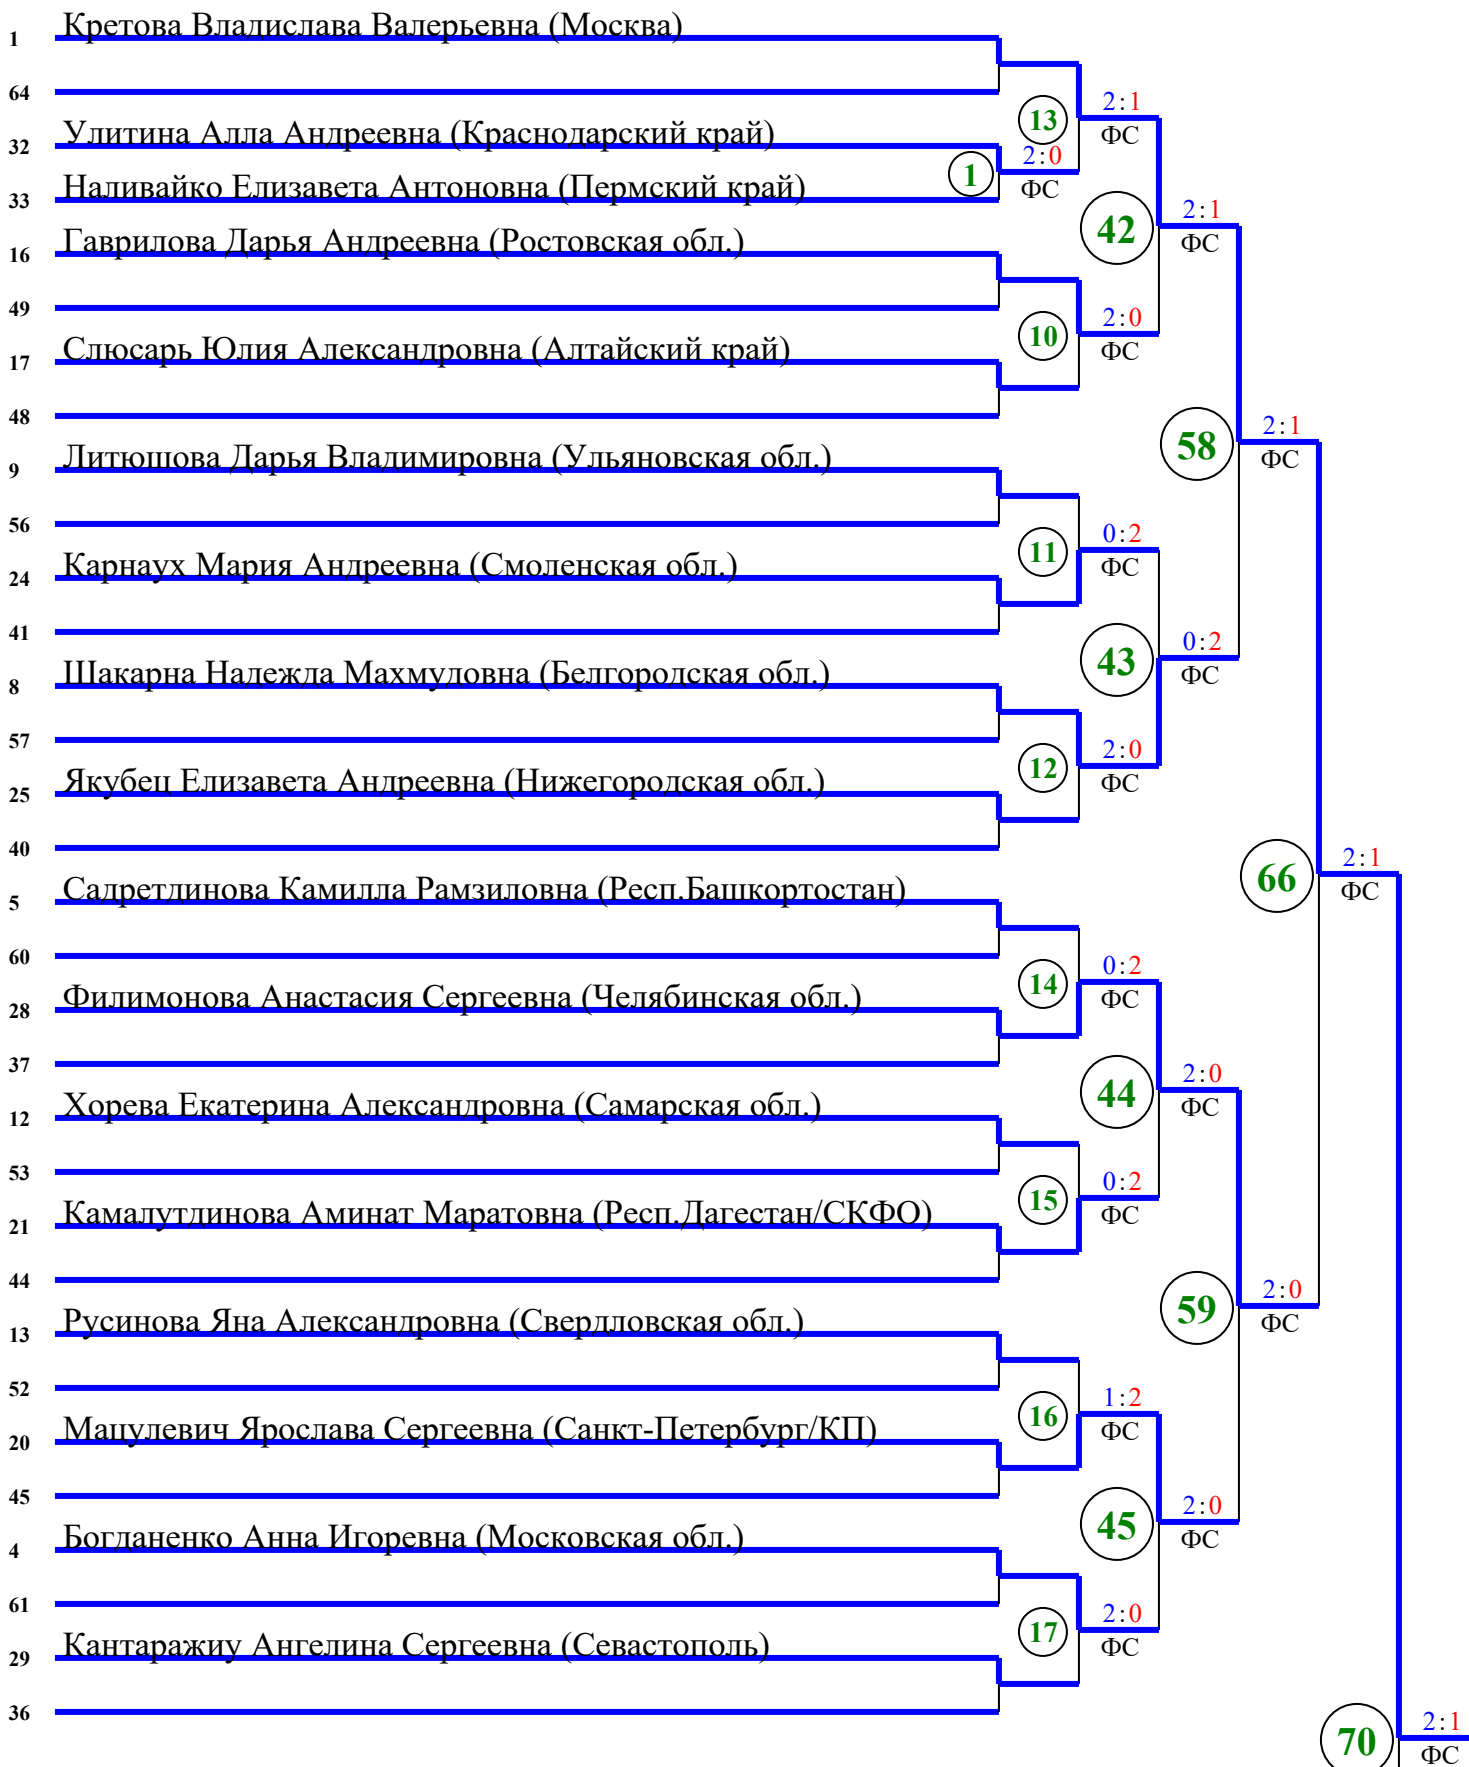 Кретова Владислава Валерьевна (Москва)
1
64
13
2:1
ФС
Улитина Алла Андреевна (Краснодарский край)
32
1
2:0
ФС
Наливайко Елизавета Антоновна (Пермский край)
33
42
2:1
ФС
Гаврилова Дарья Андреевна (Ростовская обл.)
16
49
10
2:0
ФС
Слюсарь Юлия Александровна (Алтайский край)
17
48
58
2:1
ФС
Литюшова Дарья Владимировна (Ульяновская обл.)
9
56
11
0:2
ФС
Карнаух Мария Андреевна (Смоленская обл.)
24
41
43
0:2
ФС
Шакарна Надежда Махмудовна (Белгородская обл.)
8
57
12
2:0
ФС
Якубец Елизавета Андреевна (Нижегородская обл.)
25
40
66
2:1
ФС
Садретдинова Камилла Рамзиловна (Респ.Башкортостан)
5
60
14
0:2
ФС
Филимонова Анастасия Сергеевна (Челябинская обл.)
28
37
44
2:0
ФС
Хорева Екатерина Александровна (Самарская обл.)
12
53
15
0:2
ФС
Камалутдинова Аминат Маратовна (Респ.Дагестан/СКФО)
21
44
59
2:0
ФС
Русинова Яна Александровна (Свердловская обл.)
13
52
16
1:2
ФС
Мацулевич Ярослава Сергеевна (Санкт-Петербург/КП)
20
45
45
2:0
ФС
Богданенко Анна Игоревна (Московская обл.)
4
61
17
2:0
ФС
Кантаражиу Ангелина Сергеевна (Севастополь)
29
36
70
2:1
ФС